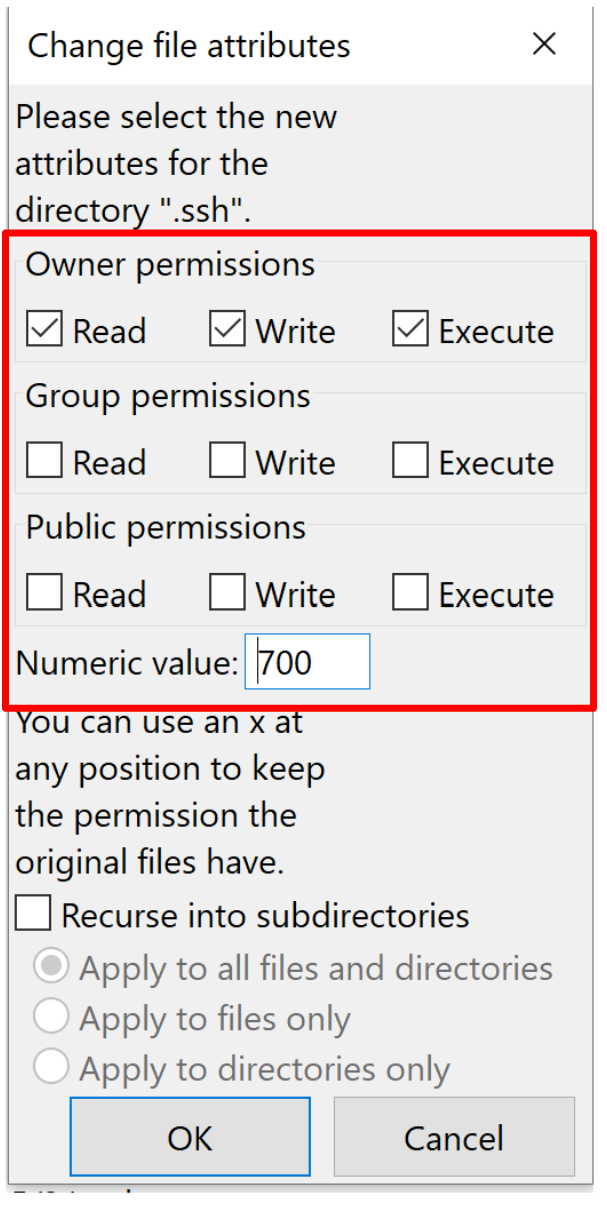 Change file attributes
Please select the new
attributes for the
directory ".ssh".
Owner permissions
Read Write Execute
Group permissions
Read Write Execute
Public permissions
Read Write Execute
Numeric value: 700
You can use an x at
any position to keep
the permission the
original files have.
Recurse into subdirectories
Apply to all files and directories
Apply to files only
Apply to directories only
OK Cancel